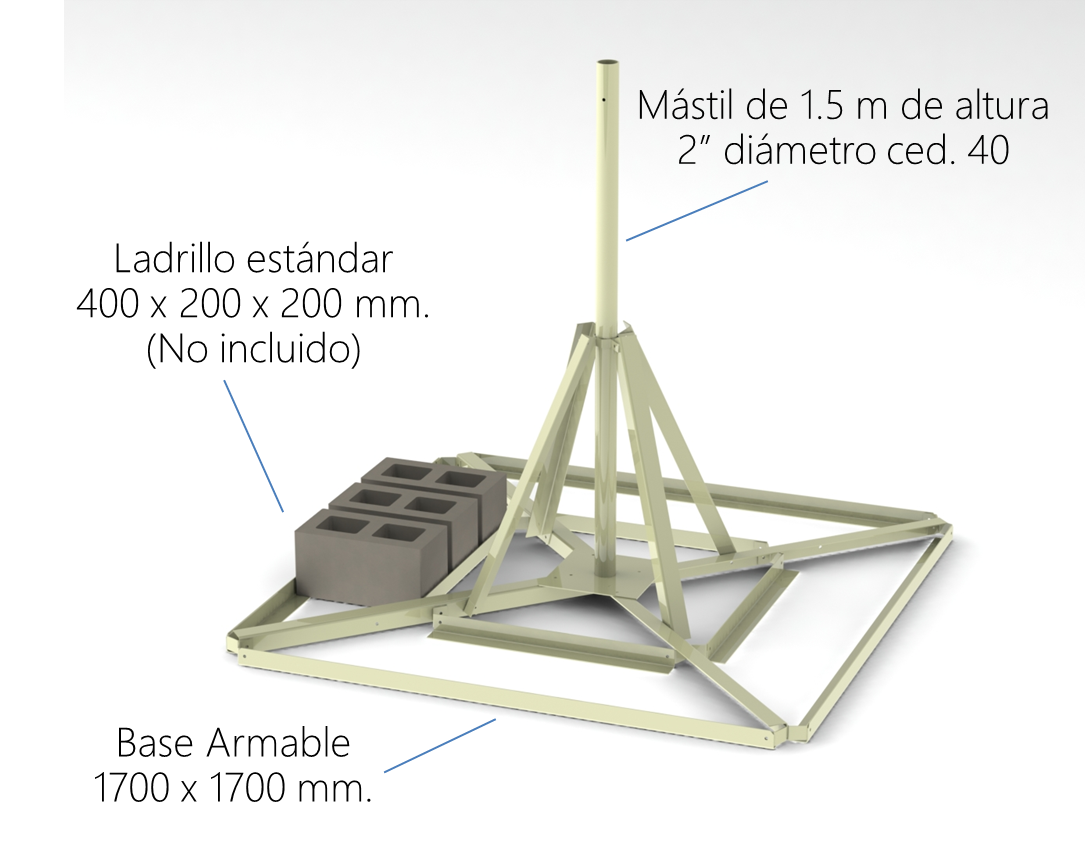 Mástil de 1.5 m de altura
2” diámetro ced. 40
Ladrillo estándar
400 x 200 x 200 mm.
(No incluido)
Base Armable
1700 x 1700 mm.